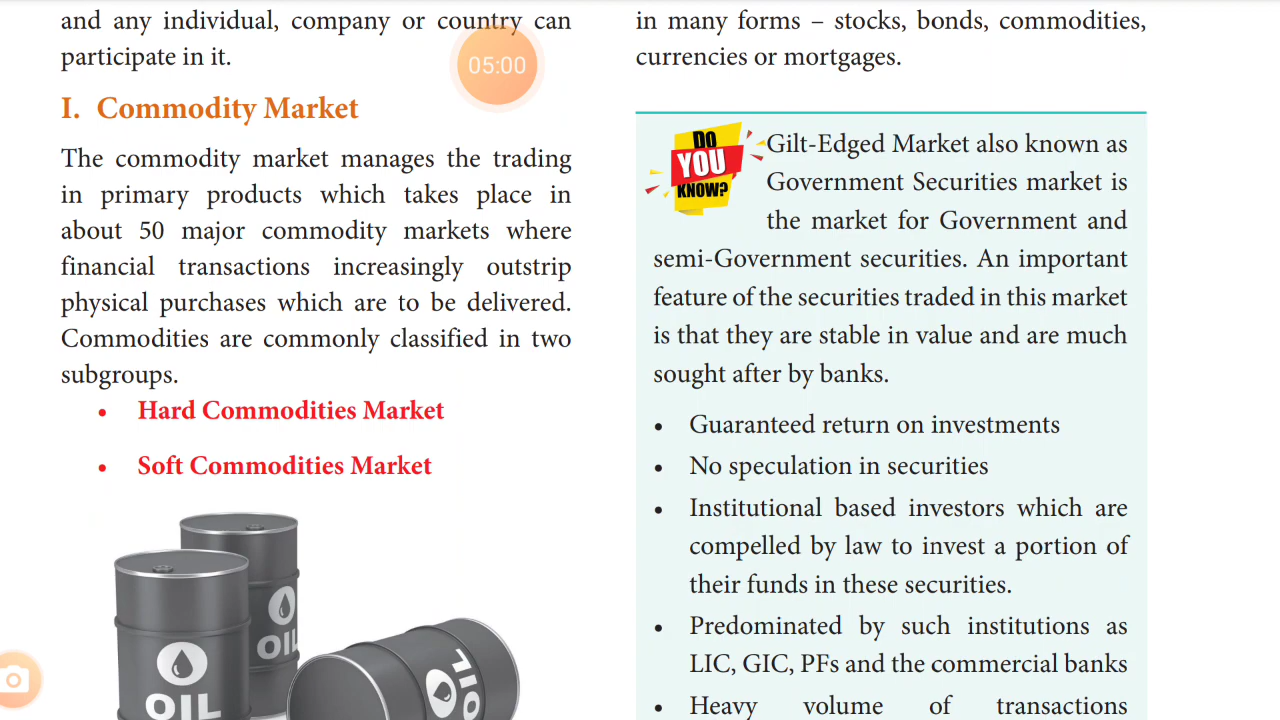 and any individual, company or country can
participate in it.
05:00
I. Commodity Market
The commodity market manages the trading
in primary products which takes place in
about 50 major commodity markets where
financial transactions increasingly outstrip
physical purchases which are to be delivered.
Commodities are commonly classified in two
subgroups.
• Hard Commodities Market
• Soft Commodities Market
OIL
OIL
OIL
in many forms – stocks, bonds, commodities,
currencies or mortgages.
DO
YOU
KNOW?
Gilt-Edged Market also known as
Government Securities market is
the market for Government and
semi-Government securities. An important
feature of the securities traded in this market
is that they are stable in value and are much
sought after by banks.
• Guaranteed return on investments
• No speculation in securities
• Institutional based investors which are
compelled by law to invest a portion of
their funds in these securities.
• Predominated by such institutions as
LIC, GIC, PFs and the commercial banks
• Heavy volume of transactions